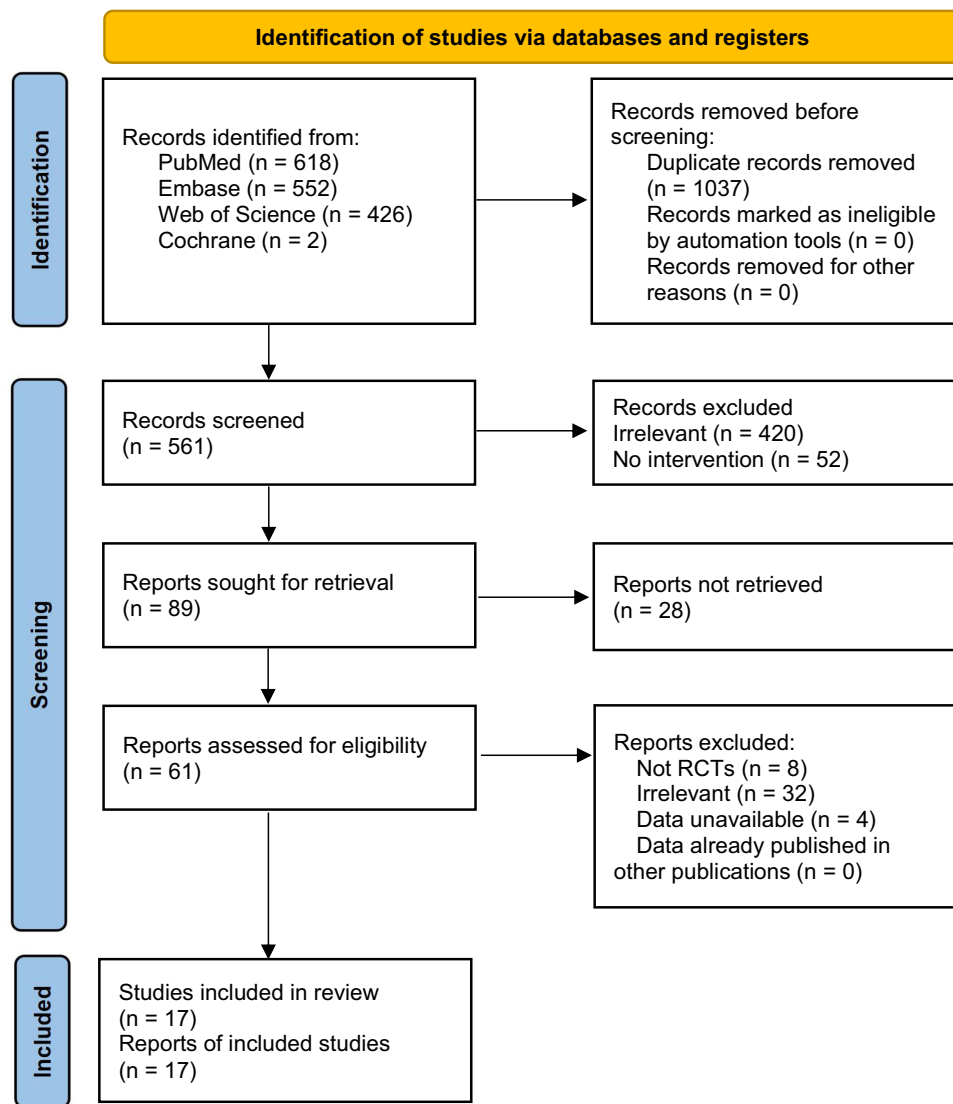 Identification of studies via databases and registers
Identification
Records identified from:
PubMed (n = 618)
Embase (n = 552)
Web of Science (n = 426)
Cochrane (n = 2)
Records removed before
screening:
Duplicate records removed
(n = 1037)
Records marked as ineligible
by automation tools (n = 0)
Records removed for other
reasons (n = 0)
Screening
Records screened
(n = 561)
Records excluded
Irrelevant (n = 420)
No intervention (n = 52)
Reports sought for retrieval
(n = 89)
Reports not retrieved
(n = 28)
Reports assessed for eligibility
(n = 61)
Reports excluded:
Not RCTs (n = 8)
Irrelevant (n = 32)
Data unavailable (n = 4)
Data already published in
other publications (n = 0)
Included
Studies included in review
(n = 17)
Reports of included studies
(n = 17)